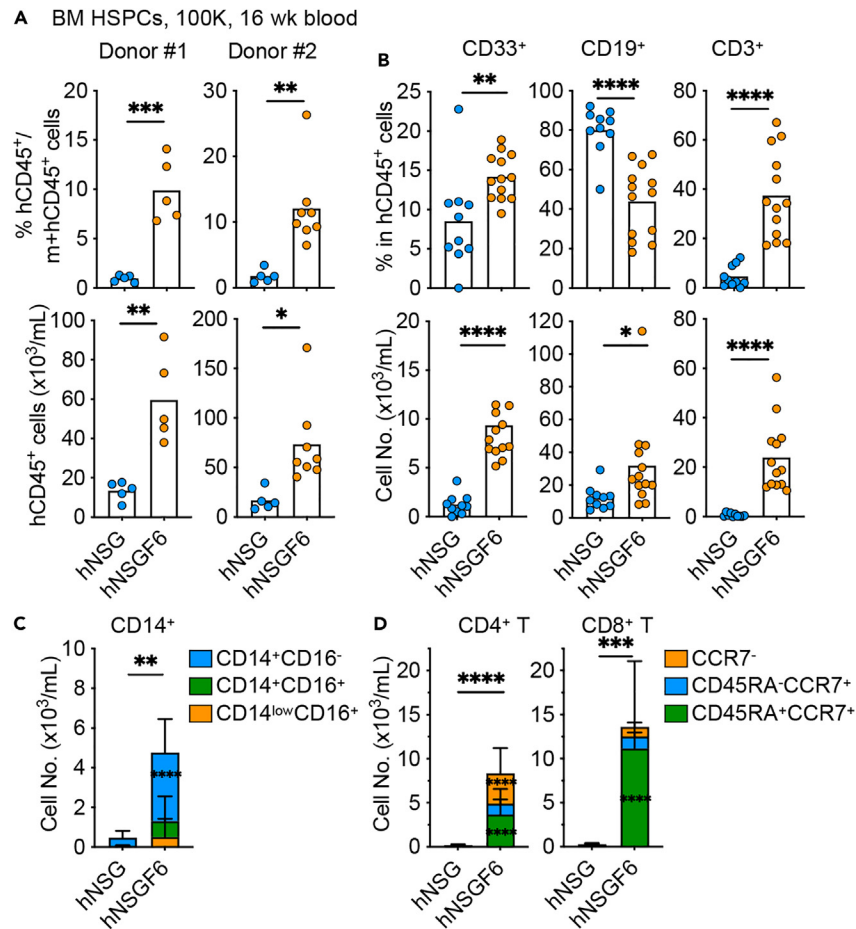 A BM HSPCs, 100K, 16 wk blood
Donor #1 Donor #2
*** **
% hCD45⁺/
m+hCD45⁺ cells
20 15 10 5 0
30 20 10 0
** *
hCD45⁺ cells (x10³/mL)
100 80 60 40 20 0
200 150 100 50 0
hNSG hNSGF6 hNSG hNSGF6
B CD33⁺ CD19⁺ CD3⁺
** **** ****
% in hCD45⁺ cells
25 20 15 10 5 0
100 80 60 40 20 0
80 60 40 20 0
**** * ****
Cell No. (x10³/mL)
20 15 10 5 0
120 100 80 60 40 20 0
80 60 40 20 0
hNSG hNSGF6 hNSG hNSGF6 hNSG hNSGF6
C CD14⁺
**
****
Cell No. (x10³/mL)
10 8 6 4 2 0
hNSG hNSGF6
CD14⁺CD16⁻
CD14⁺CD16⁺
CD14ˡᵒʷCD16⁺
D CD4⁺ T CD8⁺ T
**** ***
****
**** ****
Cell No. (x10³/mL)
20 15 10 5 0
20 15 10 5 0
hNSG hNSGF6 hNSG hNSGF6
CCR7⁻
CD45RA⁻CCR7⁺
CD45RA⁺CCR7⁺